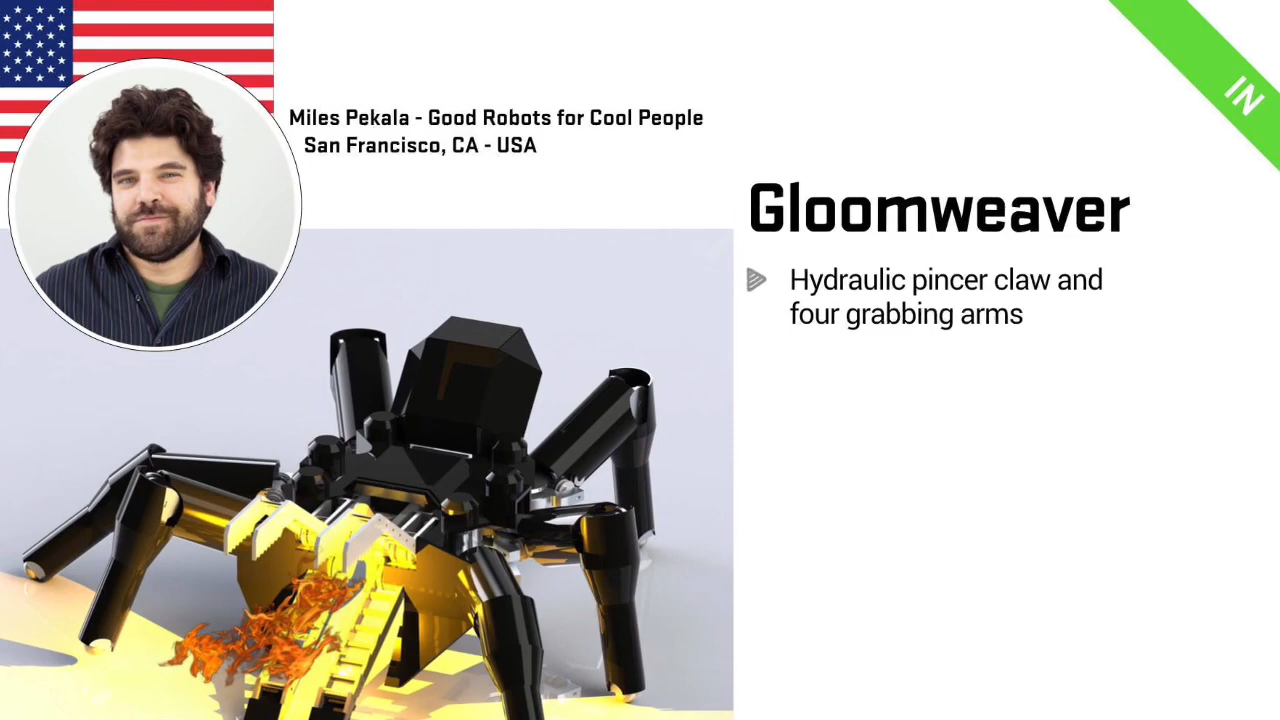 IN
Miles Pekala - Good Robots for Cool People
San Francisco, CA - USA
Gloomweaver
Hydraulic pincer claw and
four grabbing arms